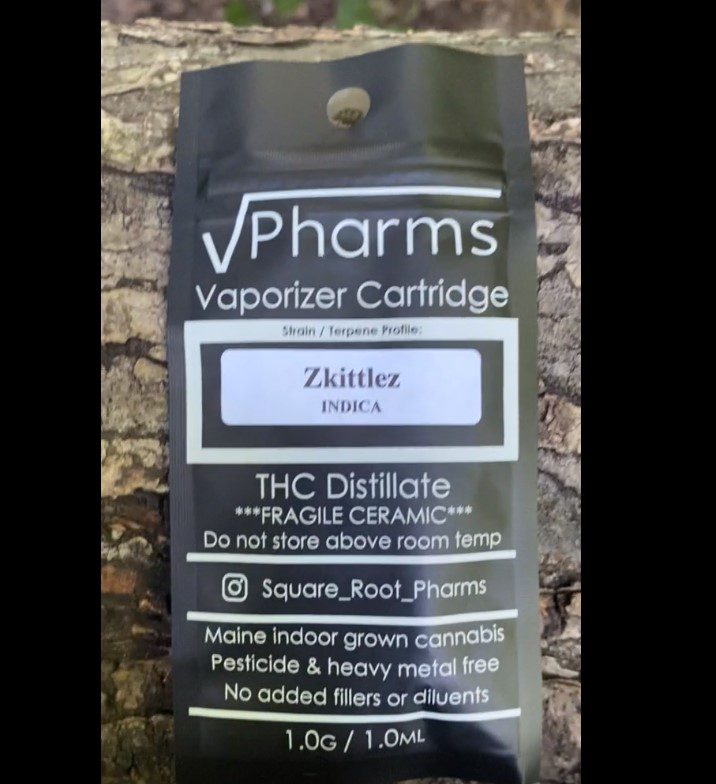 √Pharms
Vaporizer Cartridge
Strain / Terpene Profile:
Zkittlez
INDICA
THC Distillate
***FRAGILE CERAMIC***
Do not store above room temp
Square_Root_Pharms
Maine indoor grown cannabis
Pesticide & heavy metal free
No added fillers or diluents
1.0G / 1.0ML